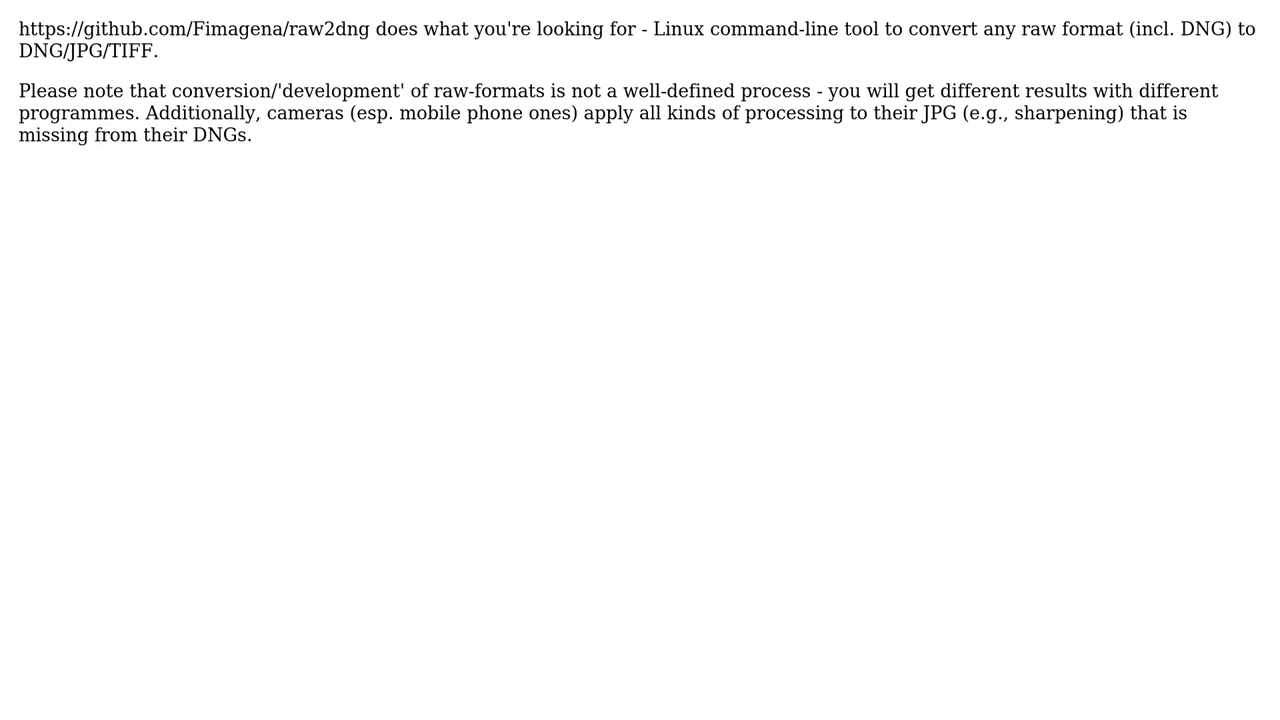 https://github.com/Fimagena/raw2dng does what you're looking for - Linux command-line tool to convert any raw format (incl. DNG) to
DNG/JPG/TIFF.
Please note that conversion/'development' of raw-formats is not a well-defined process - you will get different results with different
programmes. Additionally, cameras (esp. mobile phone ones) apply all kinds of processing to their JPG (e.g., sharpening) that is
missing from their DNGs.